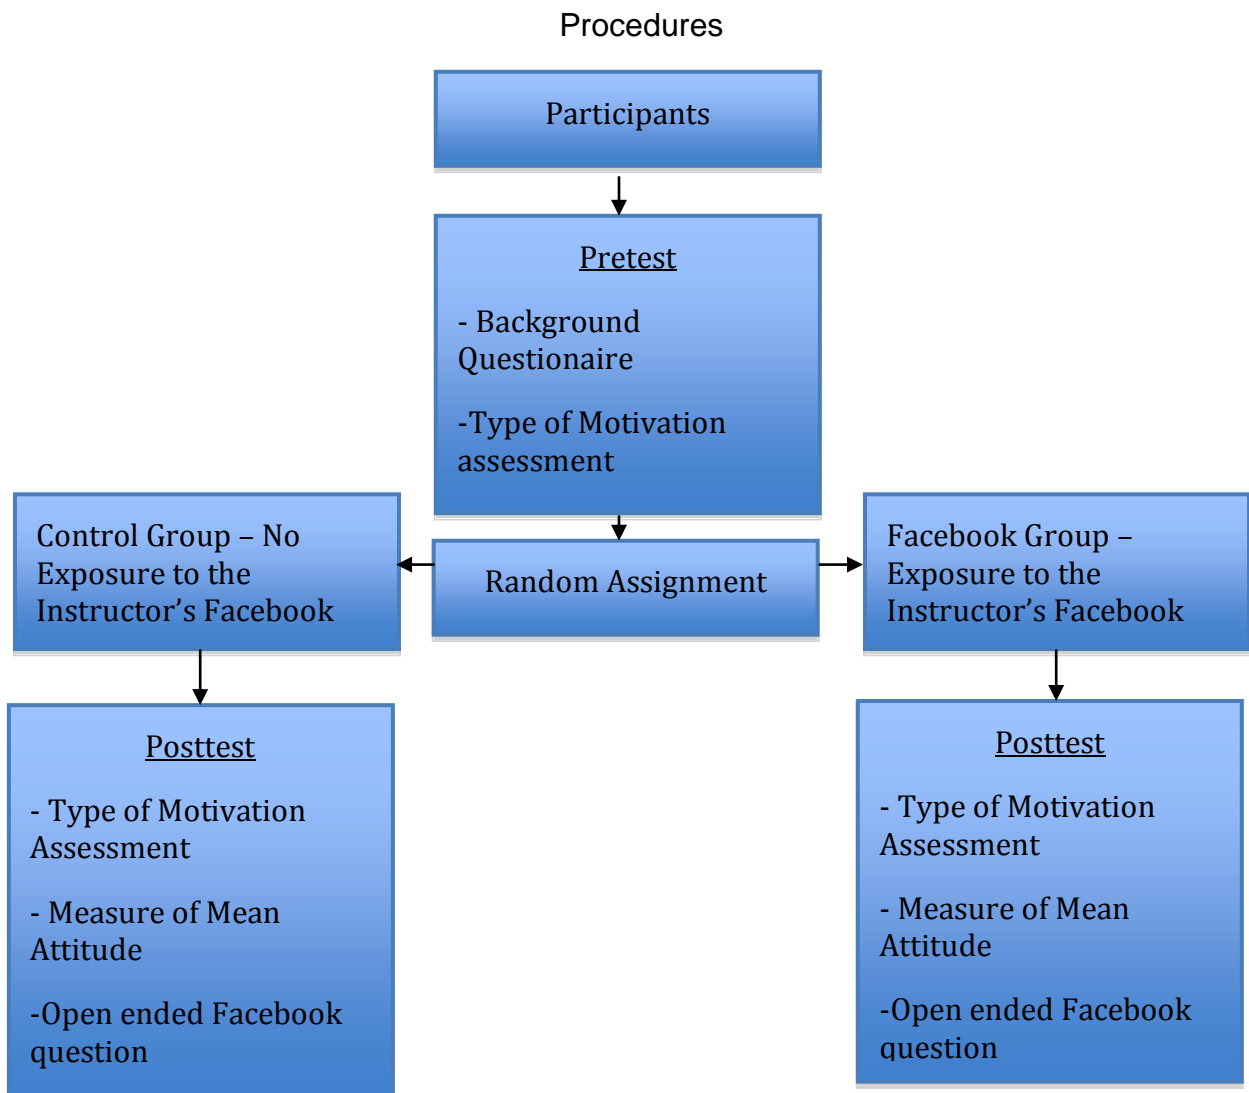 Procedures
Participants
Pretest
- Background
Questionaire
-Type of Motivation
assessment
Control Group – No
Exposure to the
Instructor’s Facebook
Random Assignment
Facebook Group –
Exposure to the
Instructor’s Facebook
Posttest
- Type of Motivation
Assessment
- Measure of Mean
Attitude
-Open ended Facebook
question
Posttest
- Type of Motivation
Assessment
- Measure of Mean
Attitude
-Open ended Facebook
question